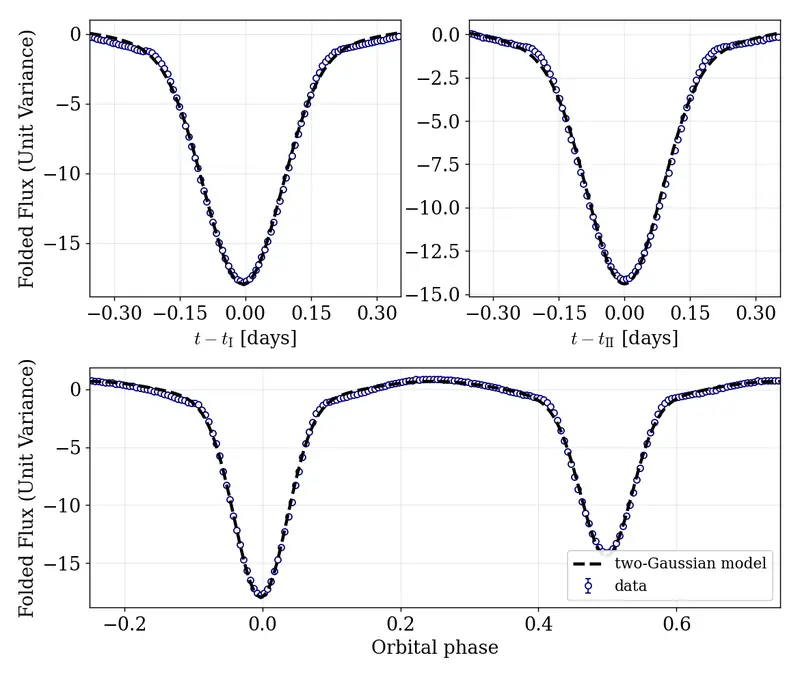 Folded Flux (Unit Variance)
0
−5
−10
−15
−0.30 −0.15 0.00 0.15 0.30
t − tI [days]
0.0
−2.5
−5.0
−7.5
−10.0
−12.5
−15.0
−0.30 −0.15 0.00 0.15 0.30
t − tII [days]
Folded Flux (Unit Variance)
0
−5
−10
−15
two-Gaussian model
data
−0.2 0.0 0.2 0.4 0.6
Orbital phase